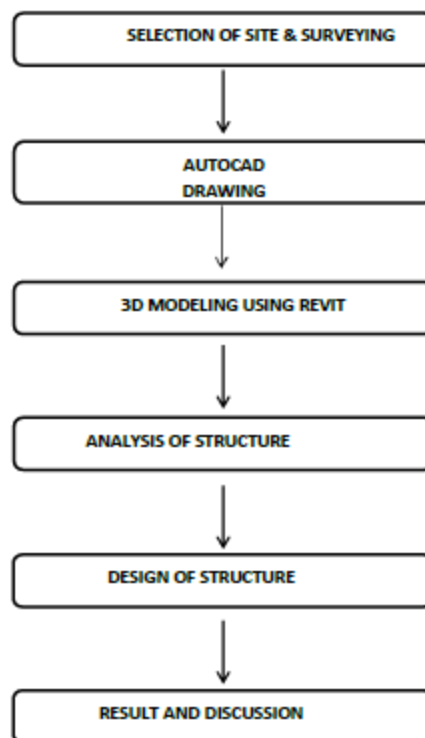 SELECTION OF SITE & SURVEYING
AUTOCAD
DRAWING
3D MODELING USING REVIT
ANALYSIS OF STRUCTURE
DESIGN OF STRUCTURE
RESULT AND DISCUSSION